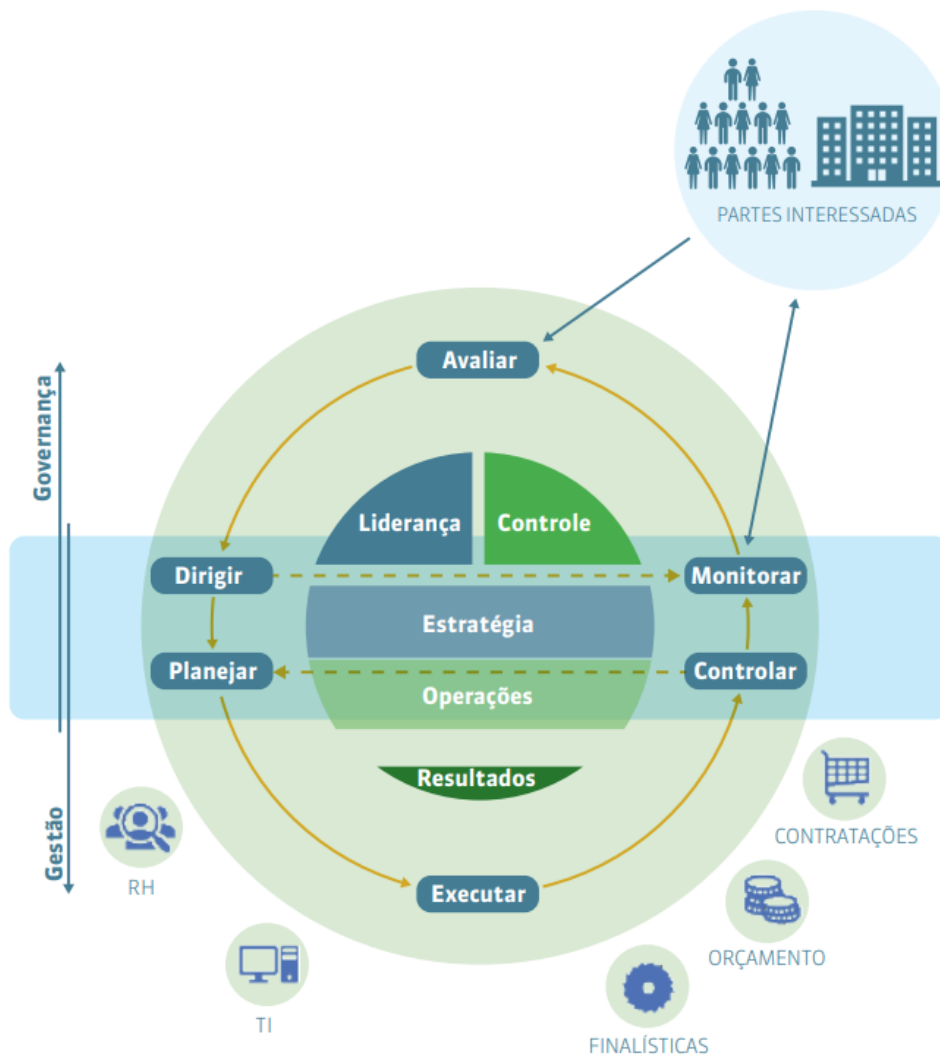 PARTES INTERESSADAS
Avaliar
Governança
Liderança
Controle
Dirigir
Monitorar
Estratégia
Planejar
Controlar
Operações
Resultados
Gestão
CONTRATAÇÕES
RH
Executar
ORÇAMENTO
TI
FINALÍSTICAS